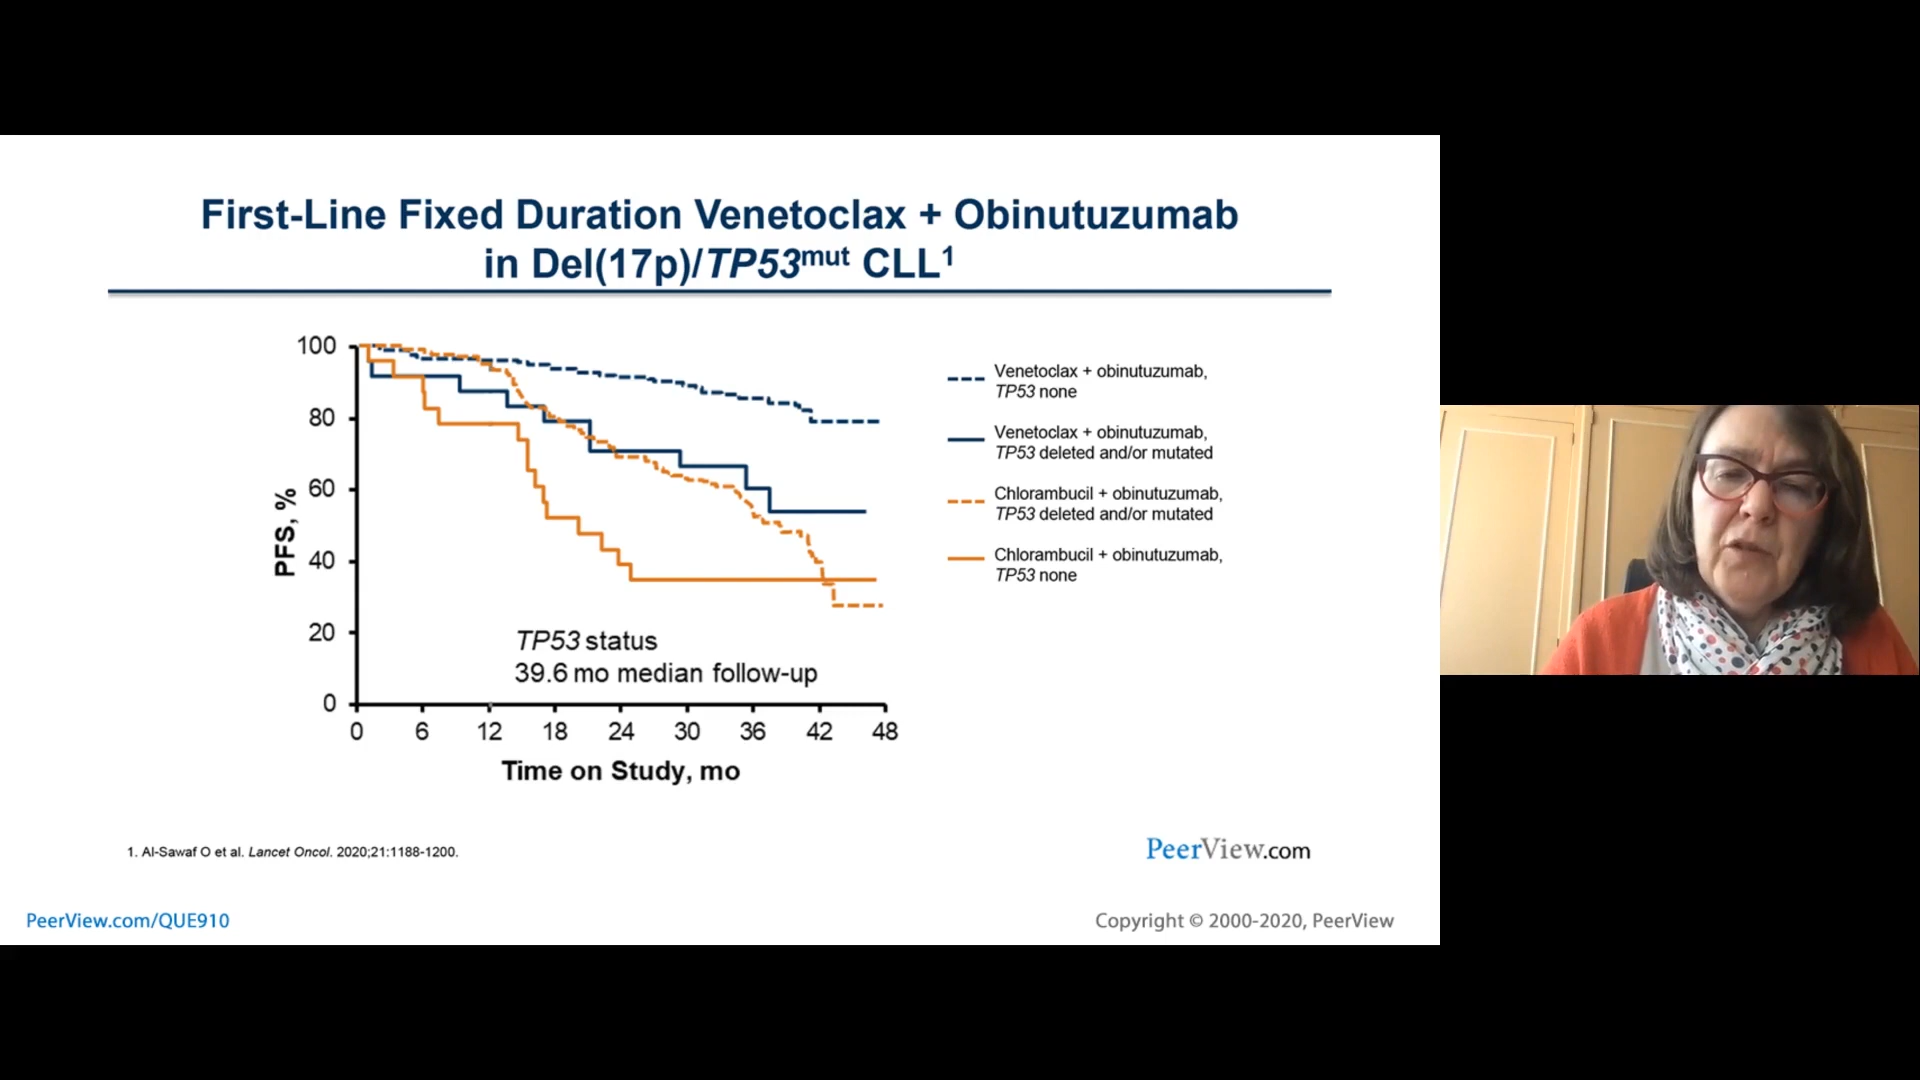 First-Line Fixed Duration Venetoclax + Obinutuzumab
in Del(17p)/TP53mut CLL1
100
80
60
40
20
0
PFS, %
0 6 12 18 24 30 36 42 48
Time on Study, mo
TP53 status
39.6 mo median follow-up
Venetoclax + obinutuzumab,
TP53 none
Venetoclax + obinutuzumab,
TP53 deleted and/or mutated
Chlorambucil + obinutuzumab,
TP53 deleted and/or mutated
Chlorambucil + obinutuzumab,
TP53 none
1. Al-Sawaf O et al. Lancet Oncol. 2020;21:1188-1200.
PeerView.com
PeerView.com/QUE910
Copyright © 2000-2020, PeerView